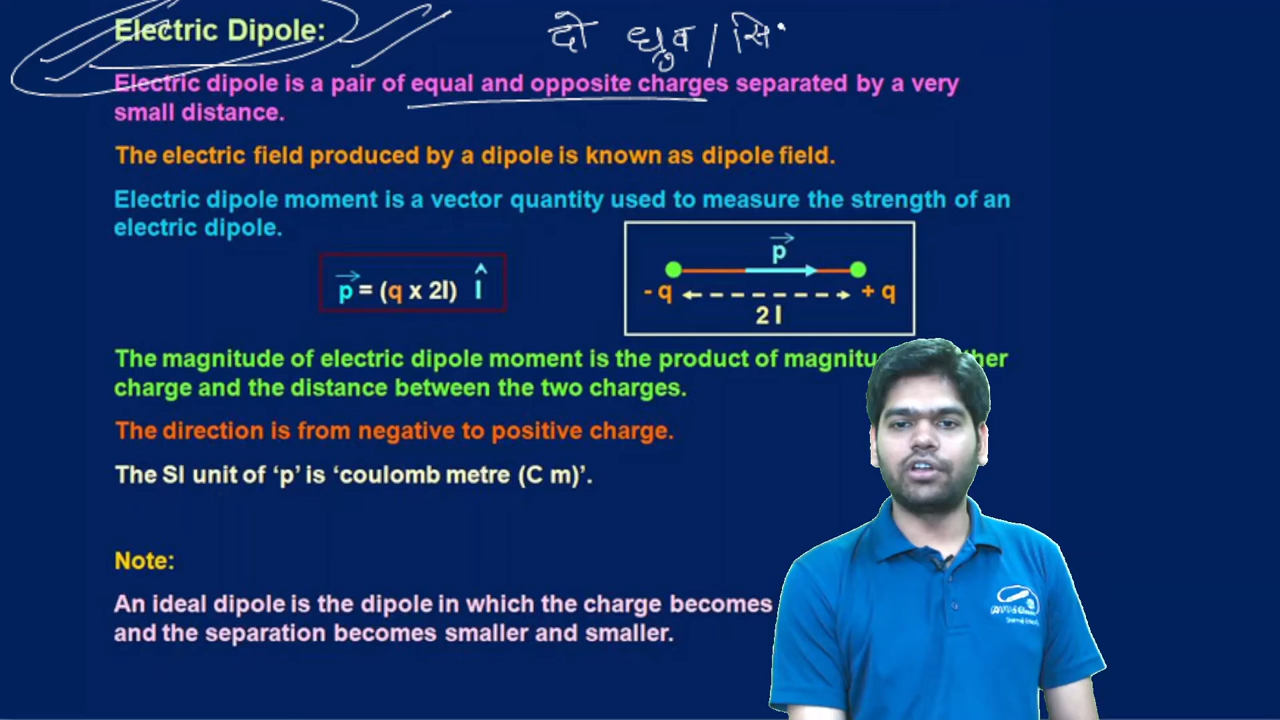 Electric Dipole: दो ध्रुव / सि
Electric dipole is a pair of equal and opposite charges separated by a very
small distance.
The electric field produced by a dipole is known as dipole field.
Electric dipole moment is a vector quantity used to measure the strength of an
electric dipole.
p⃗ = (q x 2l) l̂
p⃗
- q + q
2 l
The magnitude of electric dipole moment is the product of
charge and the distance between the two charges.
The direction is from negative to positive charge.
The SI unit of ‘p’ is ‘coulomb metre (C m)’.
Note:
An ideal dipole is the dipole in which the charge becomes
and the separation becomes smaller and smaller.